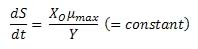 dS/dt = X₀μmax/Y (= constant)